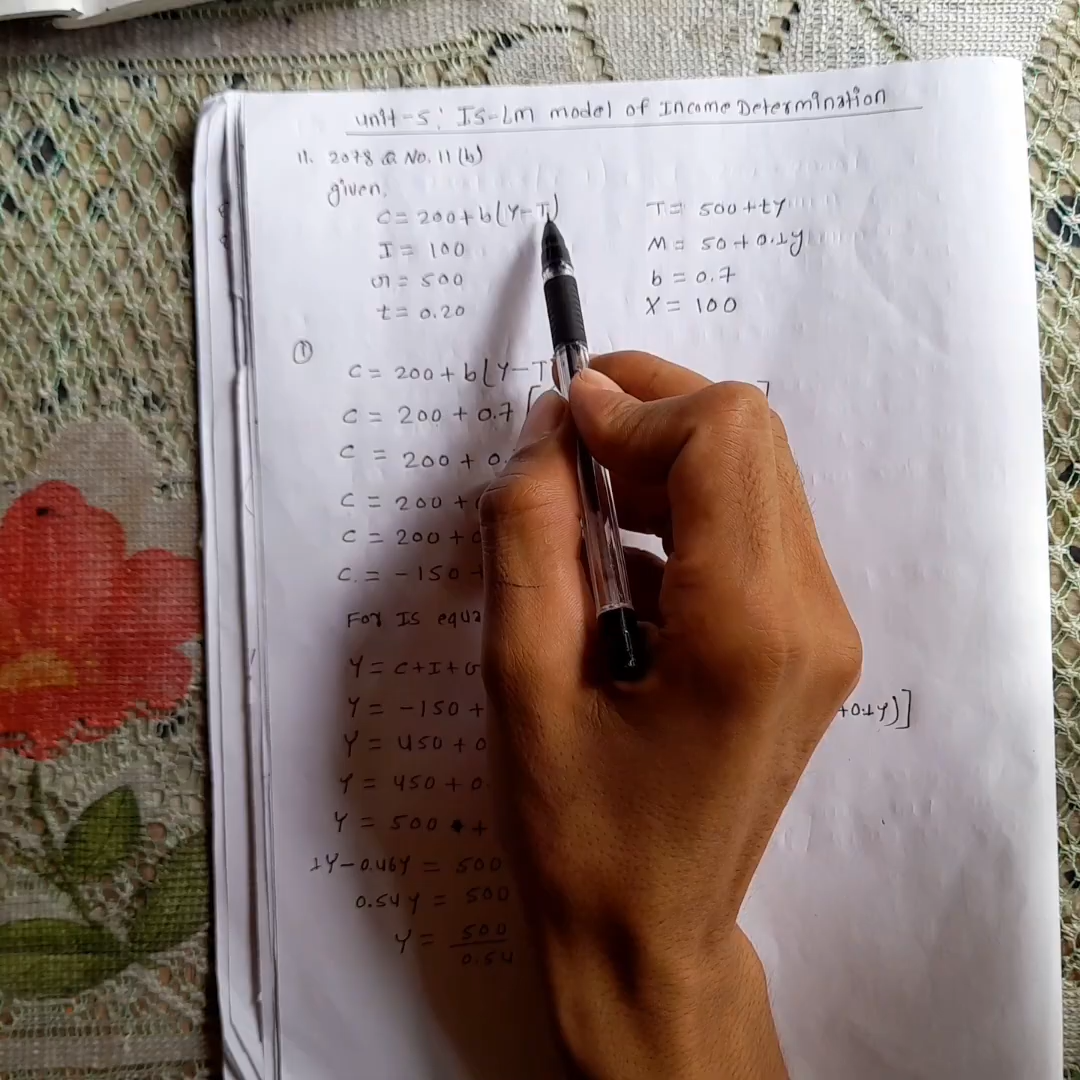 Unit-5: IS-LM model of Income Determination
11. 2078 Q No. 11 (b)
given,
C = 200 + b(Y-T)
T = 500 + tY
I = 100
M = 50 + 0.1Y
G = 500
b = 0.7
t = 0.20
X = 100
①
C = 200 + b(Y-T
C = 200 + 0.7 [ ]
C = 200 + 0.
C = 200 +
C = 200 +
C = -150
For IS equa
Y = C+I+G
Y = -150 + +0.1Y)]
Y = 450 + 0
Y = 450 + 0
Y = 500 +
1Y-0.46Y = 500
0.54Y = 500
Y = 500
0.54